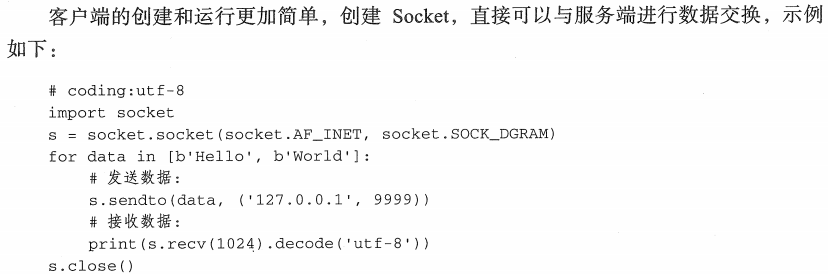 客户端的创建和运行更加简单，创建 Socket，直接可以与服务端进行数据交换，示例
如下：
# coding:utf-8
import socket
s = socket.socket(socket.AF_INET, socket.SOCK_DGRAM)
for data in [b'Hello', b'World']:
    # 发送数据：
    s.sendto(data, ('127.0.0.1', 9999))
    # 接收数据：
    print(s.recv(1024).decode('utf-8'))
s.close()